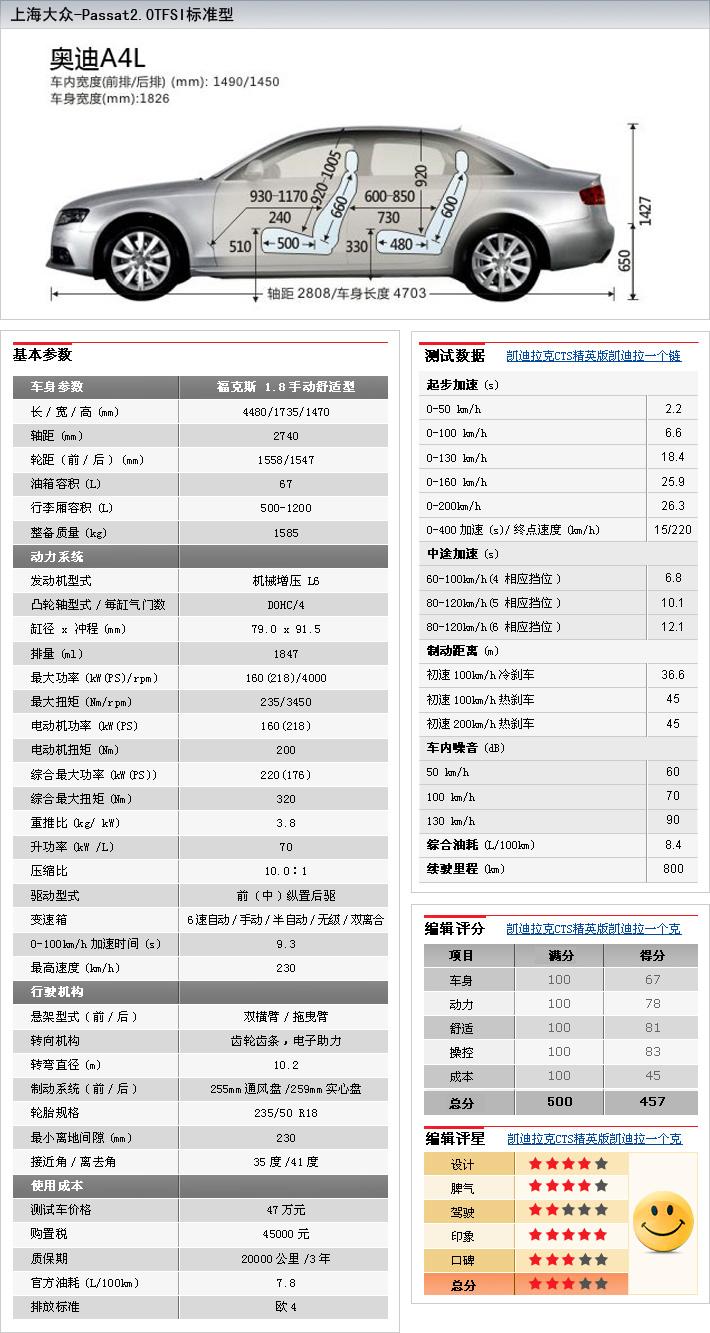 上海大众-Passat2.0TFSI标准型
奥迪A4L
车内宽度(前排/后排) (mm): 1490/1450
车身宽度(mm):1826
930-1170
920-1005
600-850
920
240
660
730
600
510
500
330
480
1427
650
轴距 2808/车身长度 4703
基本参数
车身参数 福克斯 1.8手动舒适型
长/宽/高 (mm) 4480/1735/1470
轴距 (mm) 2740
轮距 (前/后) (mm) 1558/1547
油箱容积 (L) 67
行李厢容积 (L) 500-1200
整备质量 (kg) 1585
动力系统
发动机型式 机械增压 L6
凸轮轴型式/每缸气门数 DOHC/4
缸径 x 冲程 (mm) 79.0 x 91.5
排量 (ml) 1847
最大功率 (kW(PS)/rpm) 160(218)/4000
最大扭矩 (Nm/rpm) 235/3450
电动机功率 (kW(PS) 160(218)
电动机扭矩 (Nm) 200
综合最大功率 (kW(PS)) 220(176)
综合最大扭矩 (Nm) 320
重推比 (kg/ kW) 3.8
升功率 (kW /L) 70
压缩比 10.0：1
驱动型式 前（中）纵置后驱
变速箱 6速自动/手动/半自动/无级/双离合
0-100km/h加速时间 (s) 9.3
最高速度 (km/h) 230
行驶机构
悬架型式 (前/后) 双横臂/拖曳臂
转向机构 齿轮齿条，电子助力
转弯直径 (m) 10.2
制动系统 (前/后) 255mm通风盘/259mm实心盘
轮胎规格 235/50 R18
最小离地间隙 (mm) 230
接近角/离去角 35度/41度
使用成本
测试车价格 47万元
购置税 45000元
质保期 20000公里/3年
官方油耗 (L/100km) 7.8
排放标准 欧4
测试数据 凯迪拉克CTS精英版凯迪拉一个链
起步加速 (s)
0-50 km/h 2.2
0-100 km/h 6.6
0-130 km/h 18.4
0-160 km/h 25.9
0-200km/h 26.3
0-400加速 (s)/终点速度 (km/h) 15/220
中途加速 (s)
60-100km/h(4 相应挡位) 6.8
80-120km/h(5 相应挡位) 10.1
80-120km/h(6 相应挡位) 12.1
制动距离 (m)
初速100km/h冷刹车 36.6
初速100km/h热刹车 45
初速200km/h热刹车 45
车内噪音 (dB)
50 km/h 60
100 km/h 70
130 km/h 90
综合油耗 (L/100km) 8.4
续驶里程 (km) 800
编辑评分 凯迪拉克CTS精英版凯迪拉一个克
项目 满分 得分
车身 100 67
动力 100 78
舒适 100 81
操控 100 83
成本 100 45
总分 500 457
编辑评星 凯迪拉克CTS精英版凯迪拉一个克
设计
脾气
驾驶
印象
口碑
总分